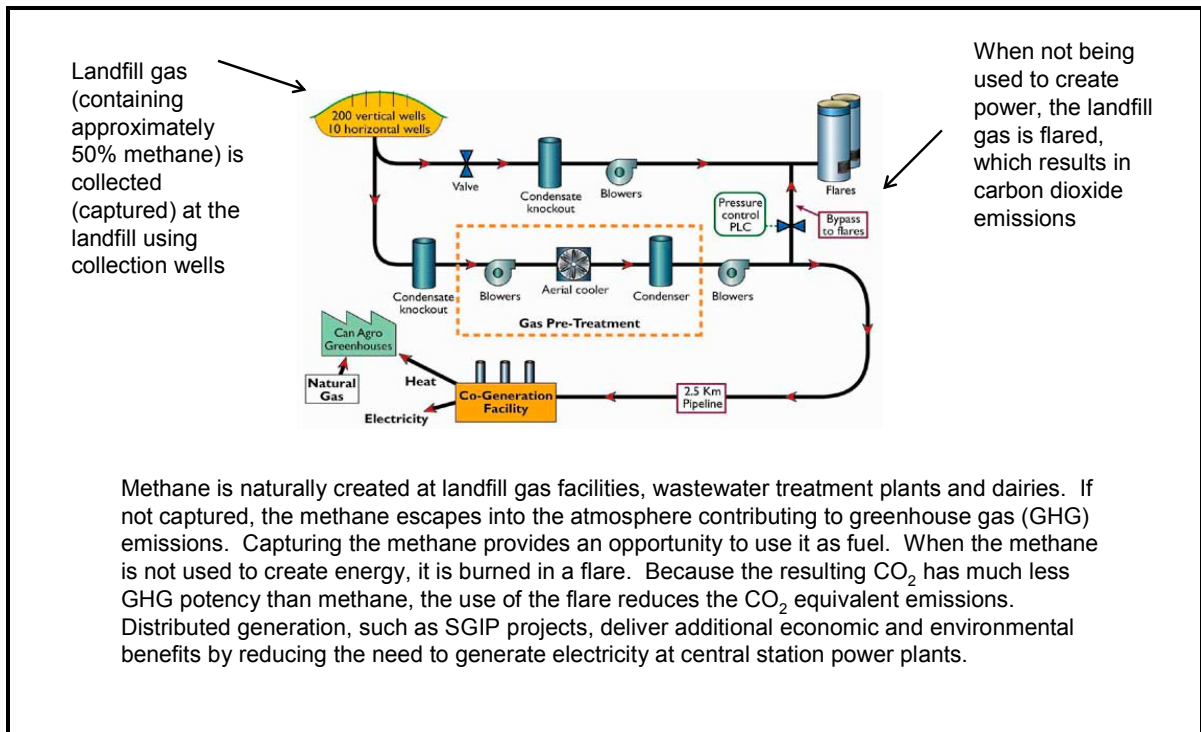 Landfill gas
(containing
approximately
50% methane) is
collected
(captured) at the
landfill using
collection wells
When not being
used to create
power, the landfill
gas is flared,
which results in
carbon dioxide
emissions
200 vertical wells
10 horizontal wells
Valve
Condensate
knockout
Blowers
Flares
Pressure
control
PLC
Bypass
to flares
Condensate
knockout
Blowers
Aerial cooler
Condenser
Blowers
Gas Pre-Treatment
Can Agro
Greenhouses
Natural
Gas
Heat
Electricity
Co-Generation
Facility
2.5 Km
Pipeline
Methane is naturally created at landfill gas facilities, wastewater treatment plants and dairies. If
not captured, the methane escapes into the atmosphere contributing to greenhouse gas (GHG)
emissions. Capturing the methane provides an opportunity to use it as fuel. When the methane
is not used to create energy, it is burned in a flare. Because the resulting CO2 has much less
GHG potency than methane, the use of the flare reduces the CO2 equivalent emissions.
Distributed generation, such as SGIP projects, deliver additional economic and environmental
benefits by reducing the need to generate electricity at central station power plants.